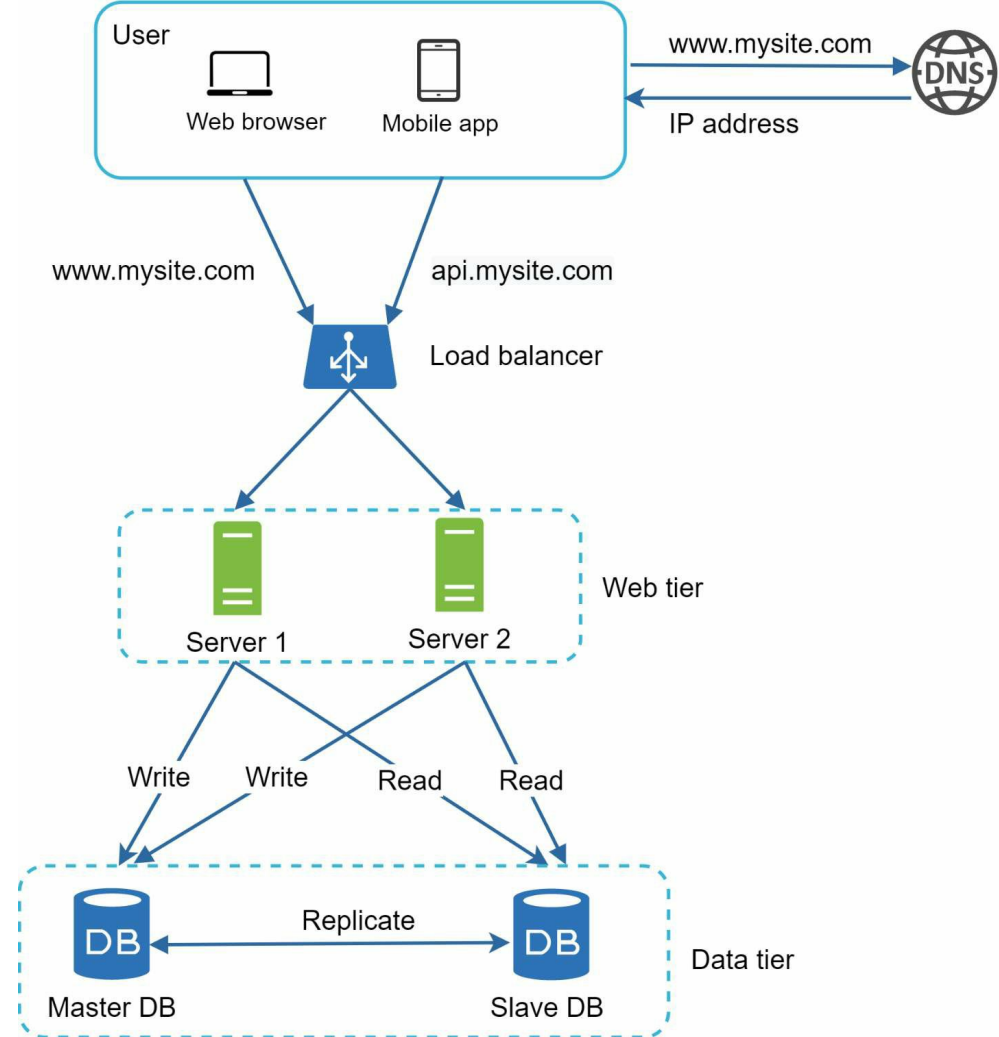 User
www.mysite.com
DNS
Web browser
Mobile app
IP address
www.mysite.com
api.mysite.com
Load balancer
Web tier
Server 1
Server 2
Write
Write
Read
Read
Replicate
DB
DB
Data tier
Master DB
Slave DB